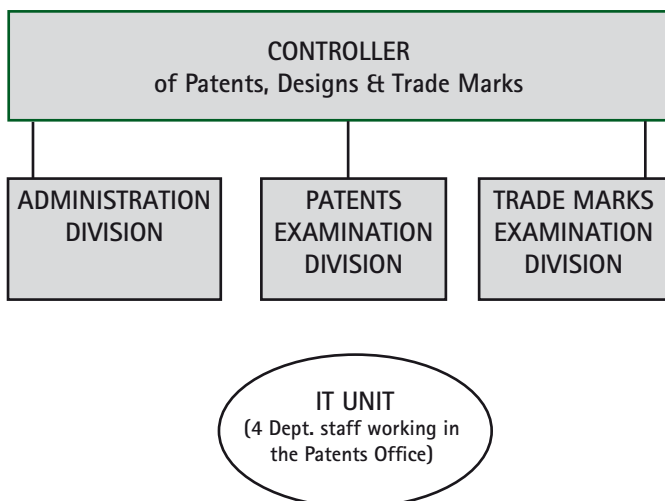 CONTROLLER
of Patents, Designs & Trade Marks
ADMINISTRATION
DIVISION
PATENTS
EXAMINATION
DIVISION
TRADE MARKS
EXAMINATION
DIVISION
IT UNIT
(4 Dept. staff working in
the Patents Office)